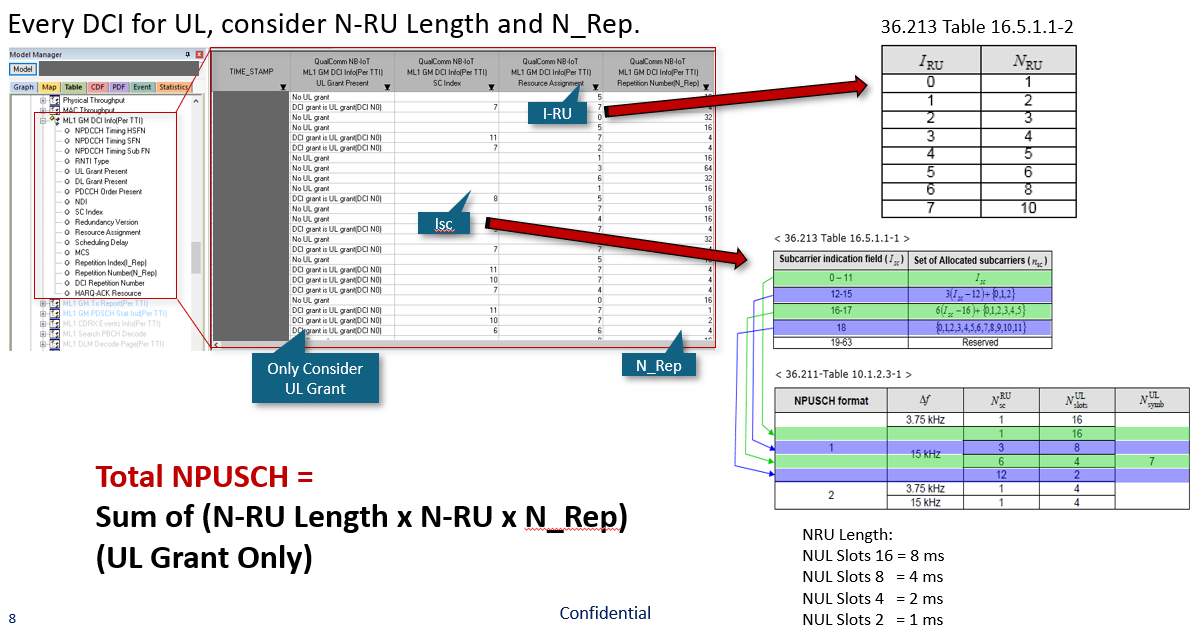 Every DCI for UL, consider N-RU Length and N_Rep.
36.213 Table 16.5.1.1-2
Model Manager
Model
Graph Map Table CDF PDF Event Statistics
Physical Throughput
MAC Throughput
ML1 GM DCI Info(Per TTI)
NPDCCH Timing HSFN
NPDCCH Timing SFN
NPDCCH Timing Sub FN
RNTI Type
UL Grant Present
DL Grant Present
PDCCH Order Present
NDI
SC Index
Redundancy Version
Resource Assignment
Scheduling Delay
MCS
Repetition Index(I_Rep)
Repetition Number(N_Rep)
DCI Repetition Number
HARQ-ACK Resource
ML1 GM Tx Report(Per TTI)
ML1 GM PDSCH Stat Ind(Per TTI)
ML1 CDRX Events Info(Per TTI)
ML1 Search PBCH Decode
ML1 DLM Decode Page(Per TTI)
TIME_STAMP
QualComm NB-IoT
ML1 GM DCI Info(Per TTI)
UL Grant Present
QualComm NB-IoT
ML1 GM DCI Info(Per TTI)
SC Index
QualComm NB-IoT
ML1 GM DCI Info(Per TTI)
Resource Assignment
QualComm NB-IoT
ML1 GM DCI Info(Per TTI)
Repetition Number(N_Rep)
No UL grant 5
DCI grant is UL grant(DCI N0) 7 7 4
No UL grant 0 32
No UL grant 5 16
DCI grant is UL grant(DCI N0) 11 7 4
DCI grant is UL grant(DCI N0) 7 2 4
No UL grant 1 16
No UL grant 3 64
No UL grant 6 32
No UL grant 1 16
DCI grant is UL grant(DCI N0) 8 5 8
No UL grant 7 16
No UL grant 4 16
DCI grant is UL grant(DCI N0) 7 4
No UL grant 32
DCI grant is UL grant(DCI N0) 7 7
No UL grant 5
DCI grant is UL grant(DCI N0) 11 7 4
DCI grant is UL grant(DCI N0) 10 7 4
DCI grant is UL grant(DCI N0) 7 4 4
No UL grant 0 16
DCI grant is UL grant(DCI N0) 11 7 1
DCI grant is UL grant(DCI N0) 10 7 2
DCI grant is UL grant(DCI N0) 6 6 4
I-RU
Isc
Only Consider
UL Grant
N_Rep
I_RU N_RU
0 1
1 2
2 3
3 4
4 5
5 6
6 8
7 10
< 36.213 Table 16.5.1.1-1 >
Subcarrier indication field (I_sc) Set of Allocated subcarriers (n_sc)
0 – 11 I_sc
12-15 3(I_sc −12)+{0,1,2}
16-17 6(I_sc −16)+{0,1,2,3,4,5}
18 {0,1,2,3,4,5,6,7,8,9,10,11}
19-63 Reserved
< 36.211-Table 10.1.2.3-1 >
NPUSCH format Δf N_sc^RU N_slots^UL N_symb^UL
3.75 kHz 1 16
1 16
1 15 kHz 3 8
6 4 7
12 2
2 3.75 kHz 1 4
15 kHz 1 4
Total NPUSCH =
Sum of (N-RU Length x N-RU x N_Rep)
(UL Grant Only)
NRU Length:
NUL Slots 16 = 8 ms
NUL Slots 8 = 4 ms
NUL Slots 4 = 2 ms
NUL Slots 2 = 1 ms
8
Confidential